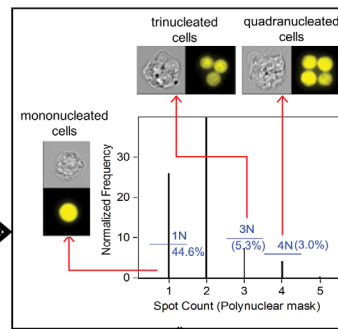 trinucleated
cells
quadranucleated
cells
mononucleated
cells
Normalized Frequency
30
20
10
0
1N
44.6%
3N
(5.3%)
4N (3.0%)
1 2 3 4 5
Spot Count (Polynuclear mask)